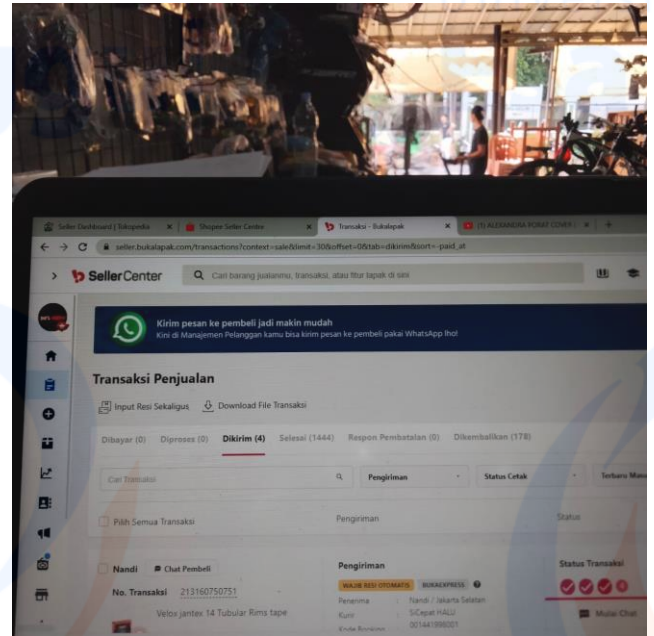 Seller Dashboard | Tokopedia
Shopee Seller Centre
Transaksi - Bukalapak
seller.bukalapak.com/transactions?context=sale&limit=30&offset=0&tab=dikirim&sort=-paid_at
SellerCenter
Cari barang jualanmu, transaksi, atau fitur lapak di sini
Kirim pesan ke pembeli jadi makin mudah
Kini di Manajemen Pelanggan kamu bisa kirim pesan ke pembeli pakai WhatsApp lho!
Transaksi Penjualan
Input Resi Sekaligus Download File Transaksi
Dibayar (0) Diproses (0) Dikirim (4) Selesai (1444) Respon Pembatalan (0) Dikembalikan (178)
Cari Transaksi Pengiriman Status Cetak Terbaru
Pilih Semua Transaksi Pengiriman Status
Nandi Chat Pembeli Pengiriman Status Transaksi
WAJIB RESI OTOMATIS BUKAEXPRESS
No. Transaksi 213160750751 Penerima : Nandi / Jakarta Selatan
Velox jantex 14 Tubular Rims tape Kurir : SiCepat HALU Mulai Chat
Kode Booking 001441998001